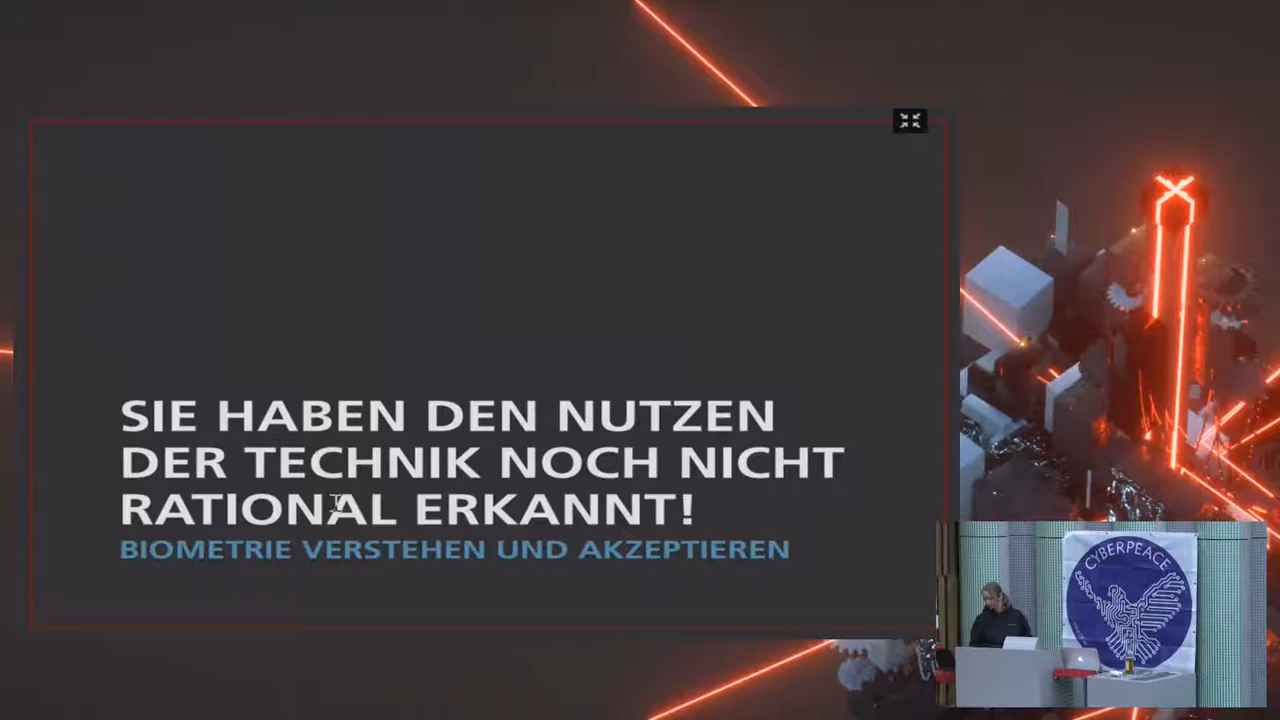 SIE HABEN DEN NUTZEN
DER TECHNIK NOCH NICHT
RATIONAL ERKANNT!
BIOMETRIE VERSTEHEN UND AKZEPTIEREN
CYBERPEACE